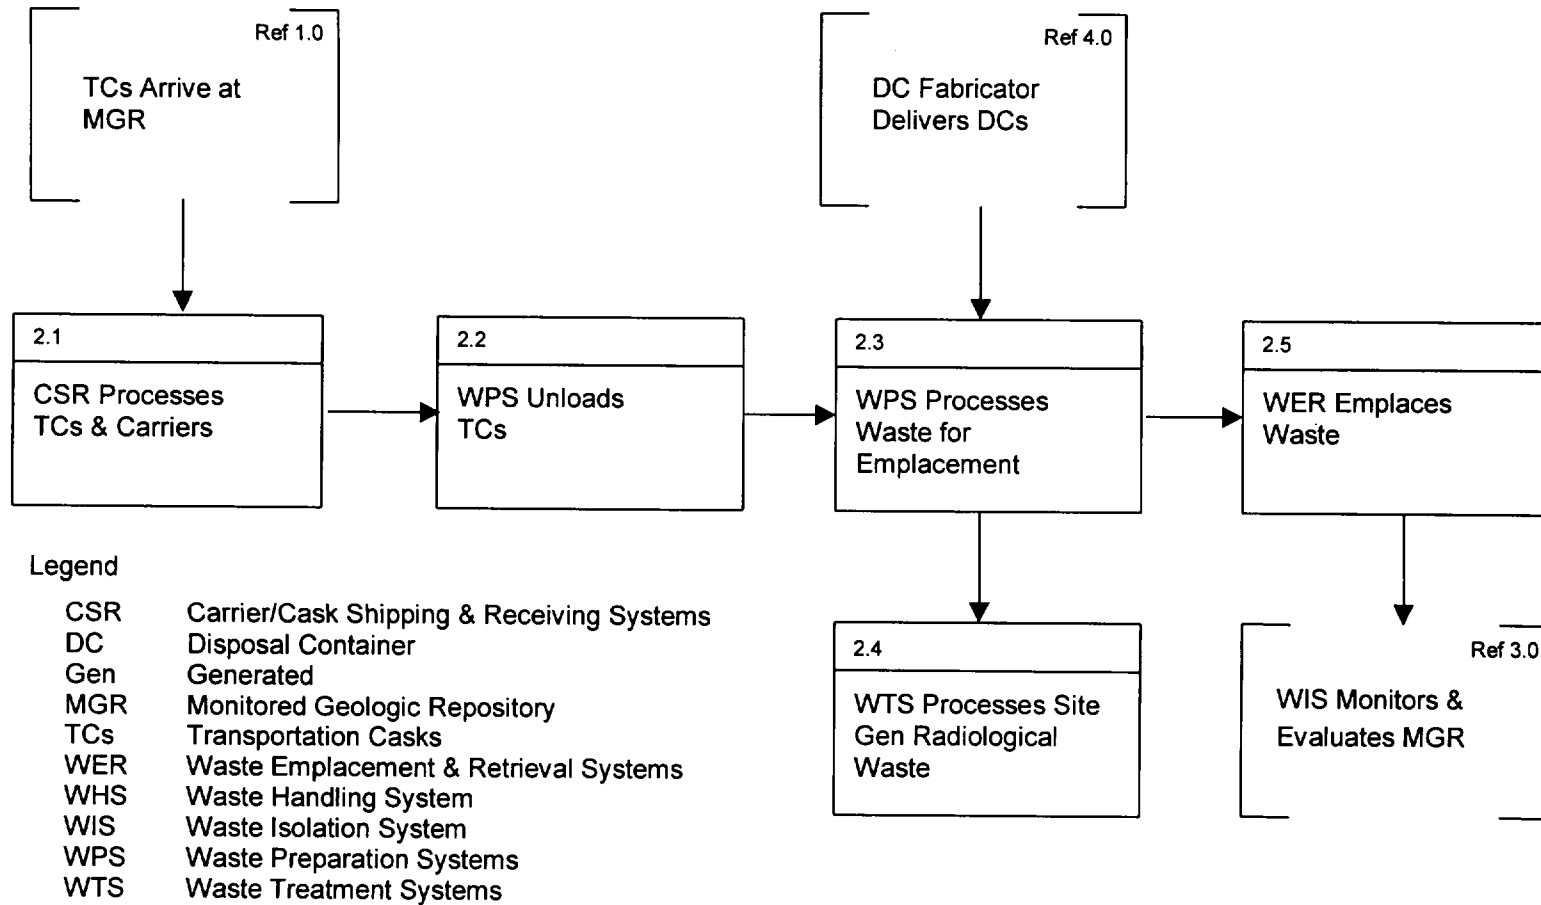 Ref 1.0
TCs Arrive at
MGR
Ref 4.0
DC Fabricator
Delivers DCs
2.1
CSR Processes
TCs & Carriers
2.2
WPS Unloads
TCs
2.3
WPS Processes
Waste for
Emplacement
2.5
WER Emplaces
Waste
2.4
WTS Processes Site
Gen Radiological
Waste
Ref 3.0
WIS Monitors &
Evaluates MGR
Legend
CSR Carrier/Cask Shipping & Receiving Systems
DC Disposal Container
Gen Generated
MGR Monitored Geologic Repository
TCs Transportation Casks
WER Waste Emplacement & Retrieval Systems
WHS Waste Handling System
WIS Waste Isolation System
WPS Waste Preparation Systems
WTS Waste Treatment Systems